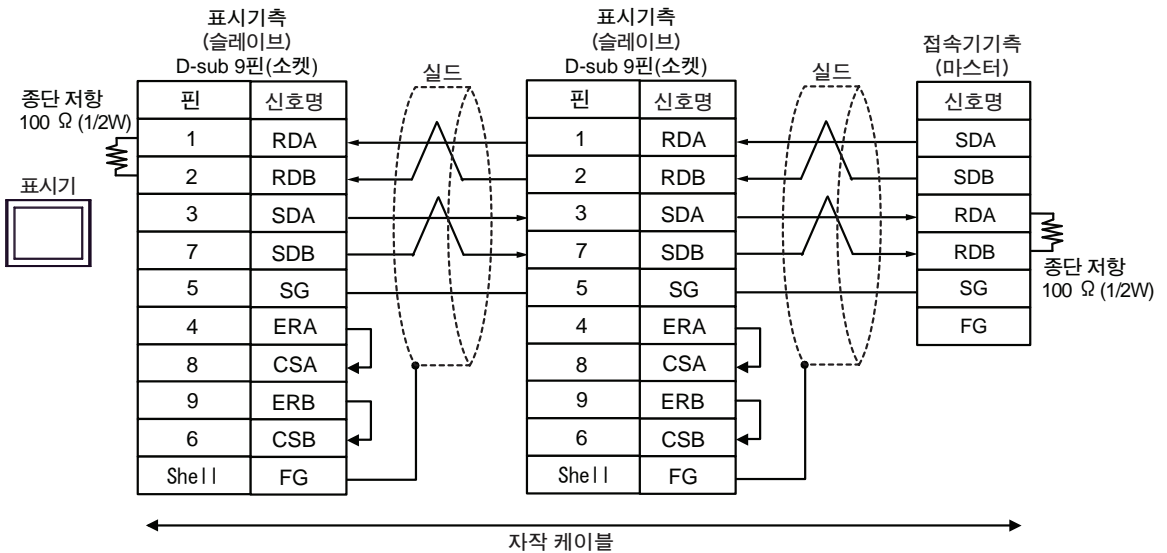 표시기측
(슬레이브)
D-sub 9핀(소켓)
표시기측
(슬레이브)
D-sub 9핀(소켓)
접속기기측
(마스터)
실드
실드
종단 저항
100 Ω (1/2W)
표시기
핀 신호명
1 RDA
2 RDB
3 SDA
7 SDB
5 SG
4 ERA
8 CSA
9 ERB
6 CSB
Shell FG
핀 신호명
1 RDA
2 RDB
3 SDA
7 SDB
5 SG
4 ERA
8 CSA
9 ERB
6 CSB
Shell FG
신호명
SDA
SDB
RDA
RDB
SG
FG
종단 저항
100 Ω (1/2W)
자작 케이블